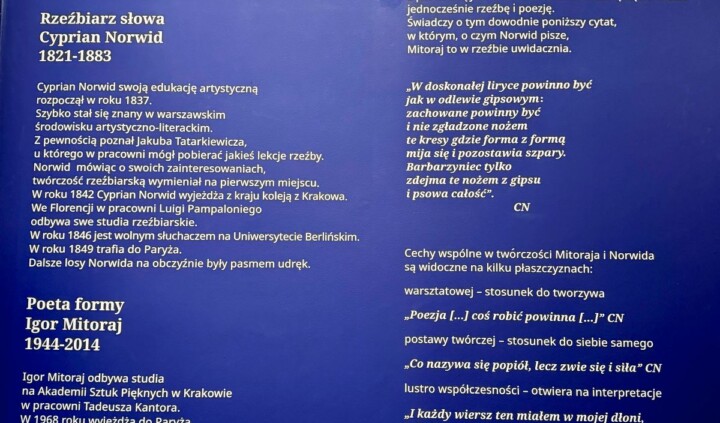 Rzeźbiarz słowa
Cyprian Norwid
1821-1883
Cyprian Norwid swoją edukację artystyczną
rozpoczął w roku 1837.
Szybko stał się znany w warszawskim
środowisku artystyczno-literackim.
Z pewnością poznał Jakuba Tatarkiewicza,
u którego w pracowni mógł pobierać jakieś lekcje rzeźby.
Norwid mówiąc o swoich zainteresowaniach,
twórczość rzeźbiarską wymieniał na pierwszym miejscu.
W roku 1842 Cyprian Norwid wyjeżdża z kraju koleją z Krakowa.
We Florencji w pracowni Luigi Pampaloniego
odbywa swe studia rzeźbiarskie.
W roku 1846 jest wolnym słuchaczem na Uniwersytecie Berlińskim.
W roku 1849 trafia do Paryża.
Dalsze losy Norwida na obczyźnie były pasmem udręk.
Poeta formy
Igor Mitoraj
1944-2014
Igor Mitoraj odbywa studia
na Akademii Sztuk Pięknych w Krakowie
w pracowni Tadeusza Kantora.
W 1968 roku wyjeżdża do Paryża
jednocześnie rzeźbę i poezję.
Świadczy o tym dowodnie poniższy cytat,
w którym, o czym Norwid pisze,
Mitoraj to w rzeźbie uwidacznia.
„W doskonałej liryce powinno być
jak w odlewie gipsowym:
zachowane powinny być
i nie zgładzone nożem
te kresy gdzie forma z formą
mija się i pozostawia szpary.
Barbarzyniec tylko
zdejma te nożem z gipsu
i psowa całość”.
CN
Cechy wspólne w twórczości Mitoraja i Norwida
są widoczne na kilku płaszczyznach:
warsztatowej – stosunek do tworzywa
„Poezja [...] coś robić powinna [...]” CN
postawy twórczej – stosunek do siebie samego
„Co nazywa się popiół, lecz zwie się i siła” CN
lustro współczesności – otwiera na interpretacje
„I każdy wiersz ten miałem w mojej dłoni,